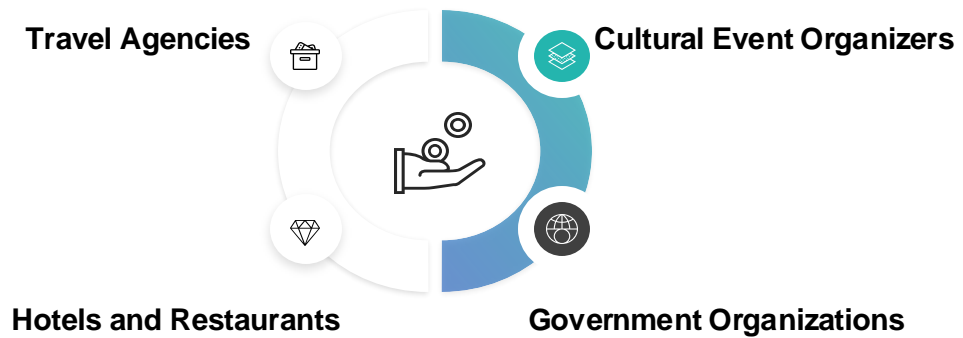 Travel Agencies
Cultural Event Organizers
Hotels and Restaurants
Government Organizations